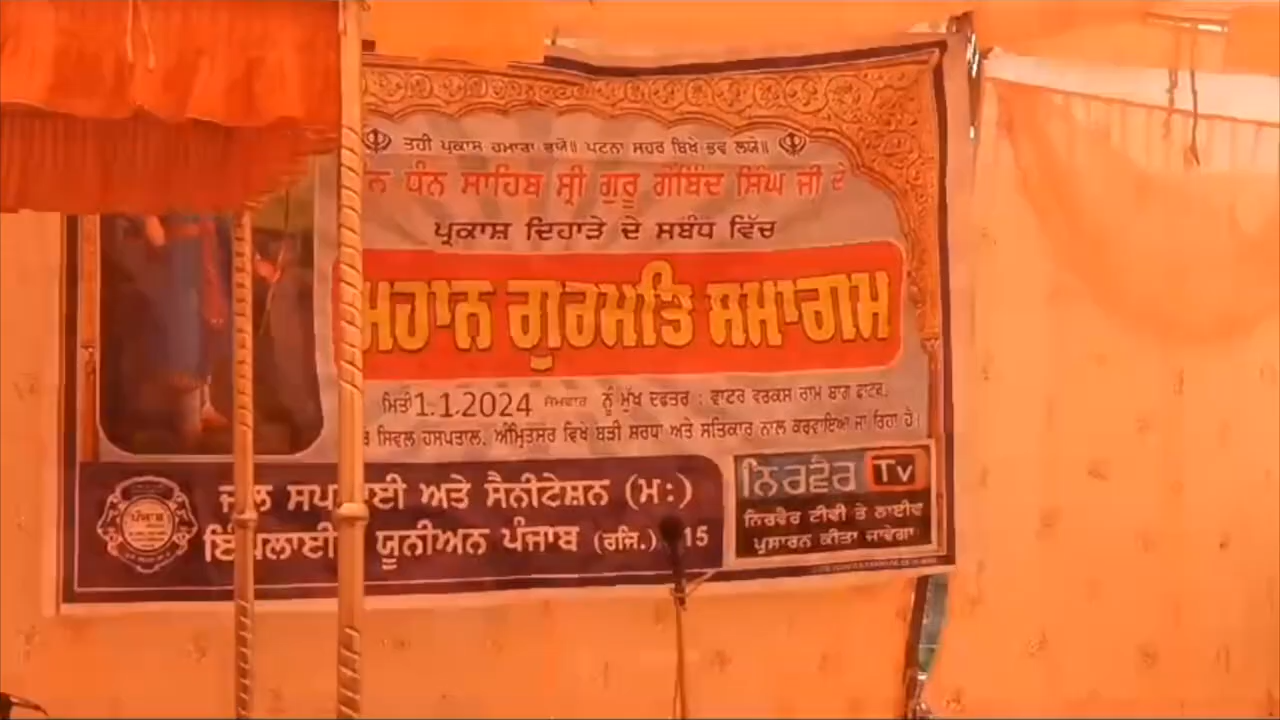 ਤਹੀ ਪ੍ਰਕਾਸ ਹਮਾਰਾ ਭਯੋ॥ ਪਟਨਾ ਸਹਰ ਬਿਖੇ ਭਵ ਲਯੋ॥
ਧੰਨ ਸਾਹਿਬ ਸ੍ਰੀ ਗੁਰੂ ਗੋਬਿੰਦ ਸਿੰਘ ਜੀ ਦੇ
ਪ੍ਰਕਾਸ਼ ਦਿਹਾੜੇ ਦੇ ਸਬੰਧ ਵਿੱਚ
ਮਹਾਨ ਗੁਰਮਤਿ ਸਮਾਗਮ
ਮਿਤੀ 1.1.2024 ਸੋਮਵਾਰ ਨੂੰ ਮੁੱਖ ਦਫਤਰ : ਵਾਟਰ ਵਰਕਸ ਰਾਮ ਬਾਗ ਫਾਟਕ,
ਸਿਵਲ ਹਸਪਤਾਲ, ਅੰਮ੍ਰਿਤਸਰ ਵਿਖੇ ਬੜੀ ਸ਼ਰਧਾ ਅਤੇ ਸਤਿਕਾਰ ਨਾਲ ਕਰਵਾਇਆ ਜਾ ਰਿਹਾ ਹੈ।
ਪੰਜਾਬ
ਜਲ ਸਪਲਾਈ ਅਤੇ ਸੈਨੀਟੇਸ਼ਨ (ਮ:)
ਯੂਨੀਅਨ ਪੰਜਾਬ (ਰਜਿ.) 15
ਨਿਰਵੈਰ Tv
ਨਿਰਵੈਰ ਟੀਵੀ ਤੇ ਲਾਈਵ
ਪ੍ਰਸਾਰਨ ਕੀਤਾ ਜਾਵੇਗਾ